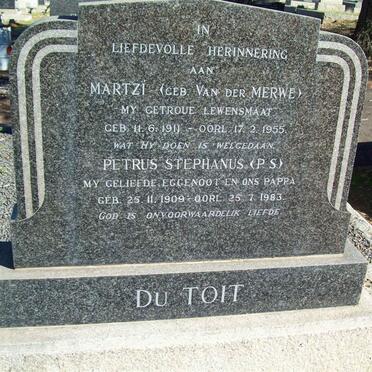 IN
LIEFDEVOLLE HERINNERING
AAN
MARTZI (GEB. VAN DER MERWE)
MY GETROUE LEWENSMAAT
GEB. 11.6.1911 - OORL. 17.2.1955.
WAT HY DOEN IS WELGEDAAN.
PETRUS STEPHANUS (P.S)
MY GELIEFDE EGGENOOT EN ONS PAPPA
GEB. 25.11.1909 - OORL. 25.7.1983.
GOD IS ONVOORWAARDELIK LIEFDE
DU TOIT